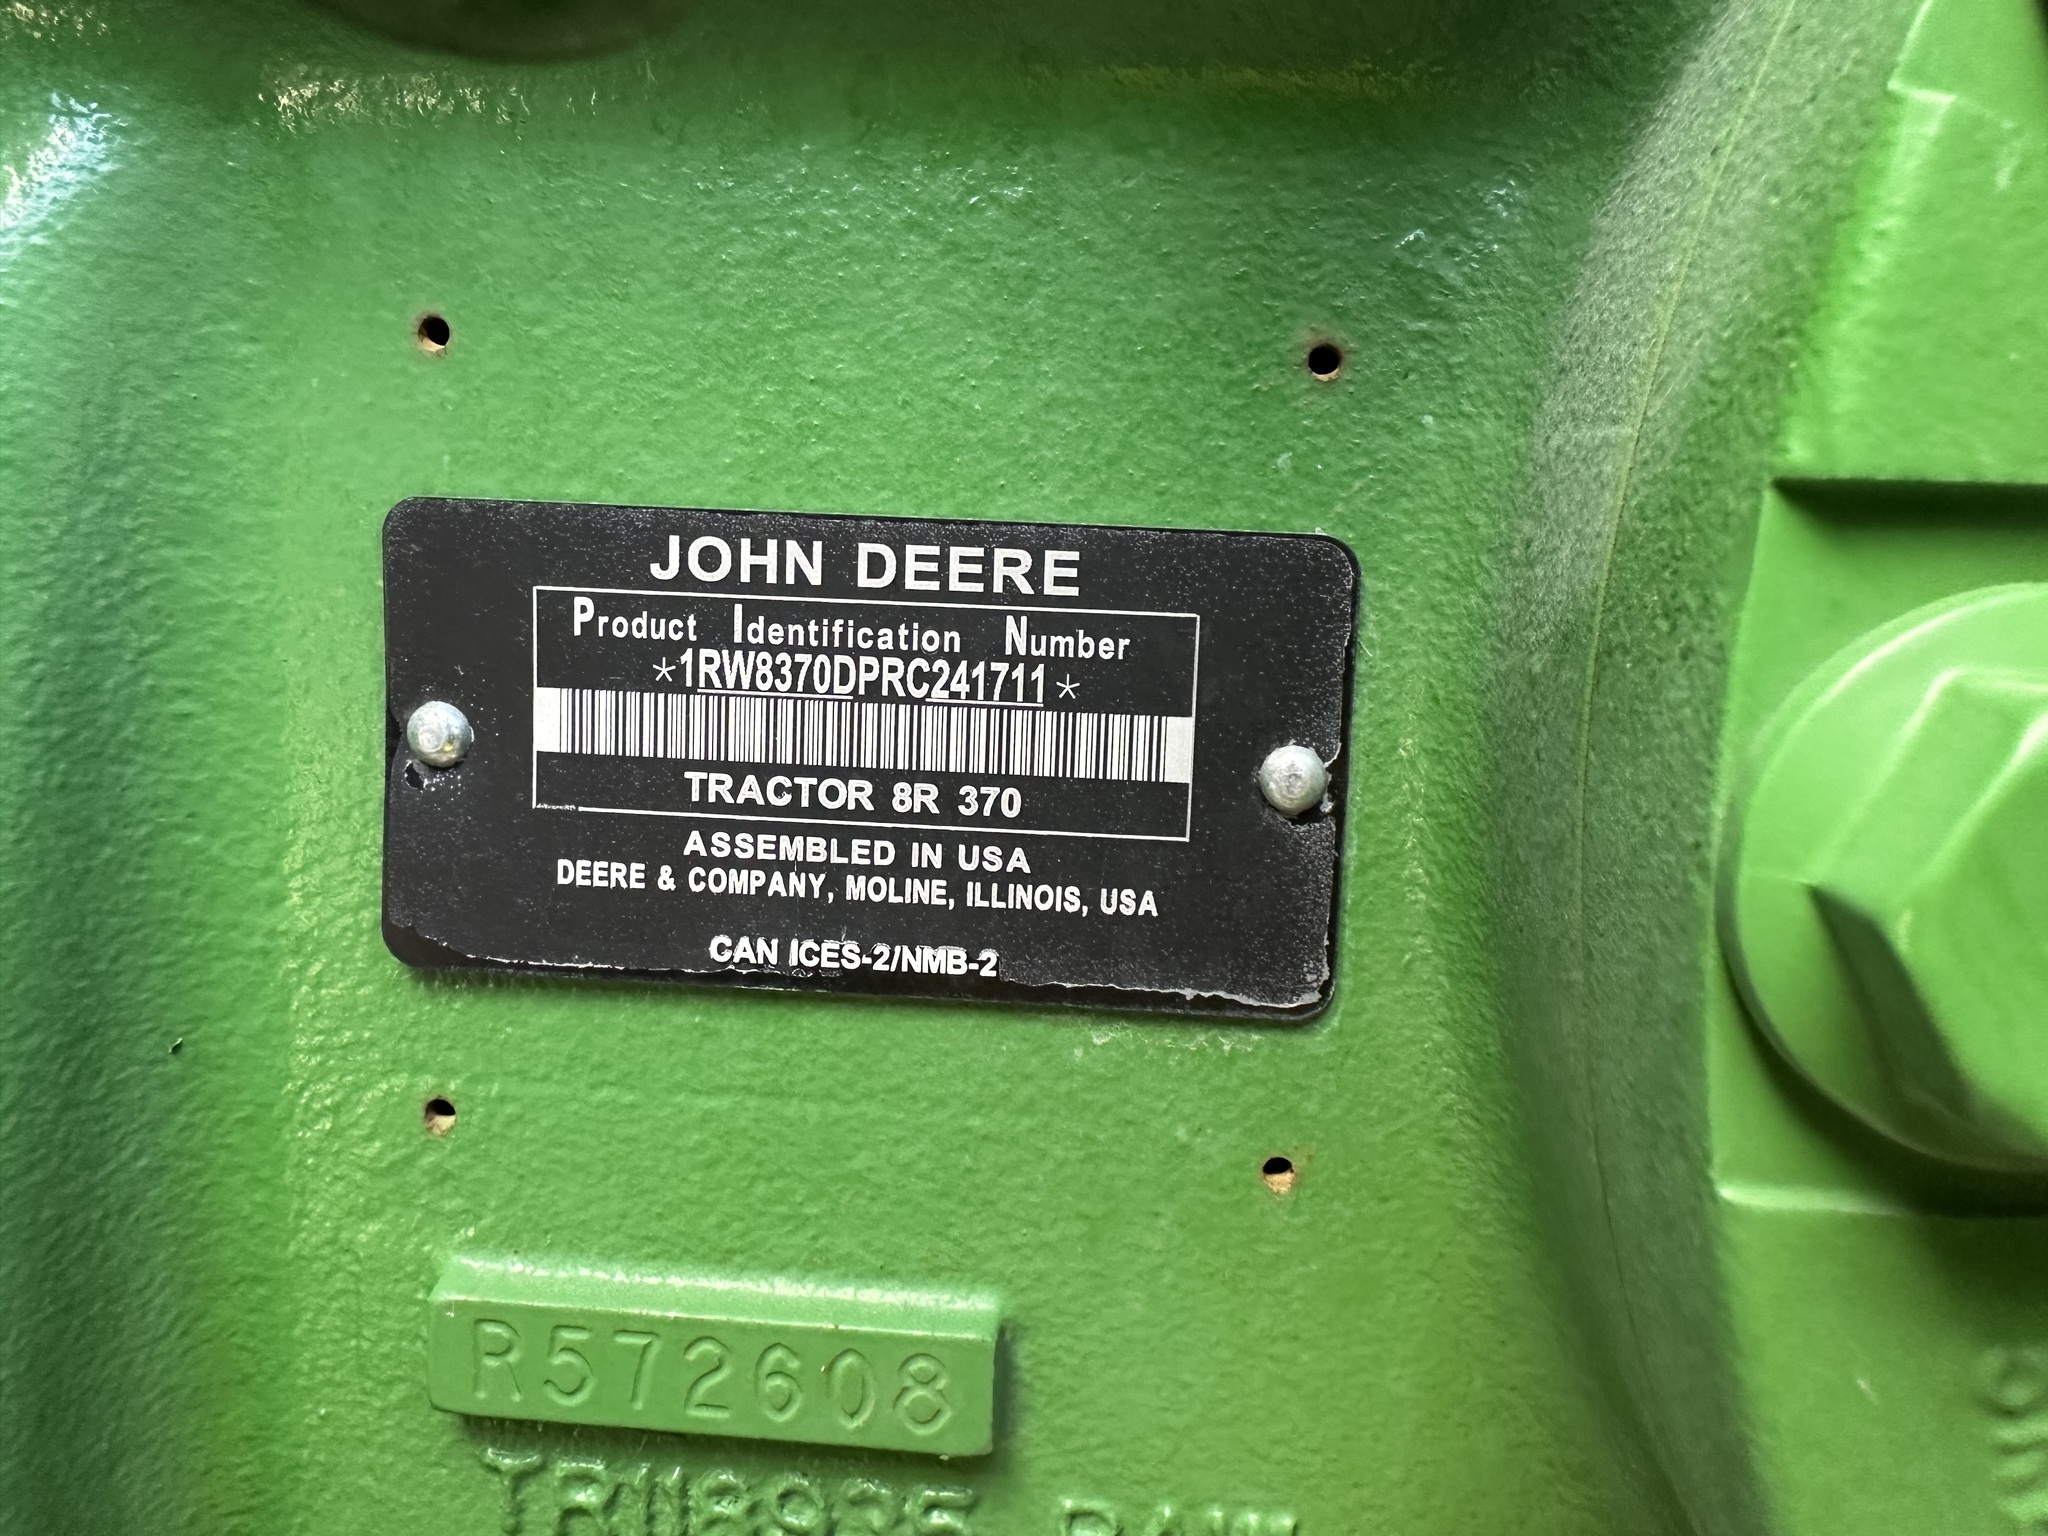 JOHN DEERE
Product Identification Number
*1RW8370DPRC241711*
TRACTOR 8R 370
ASSEMBLED IN USA
DEERE & COMPANY, MOLINE, ILLINOIS, USA
CAN ICES-2/NMB-2
R572608